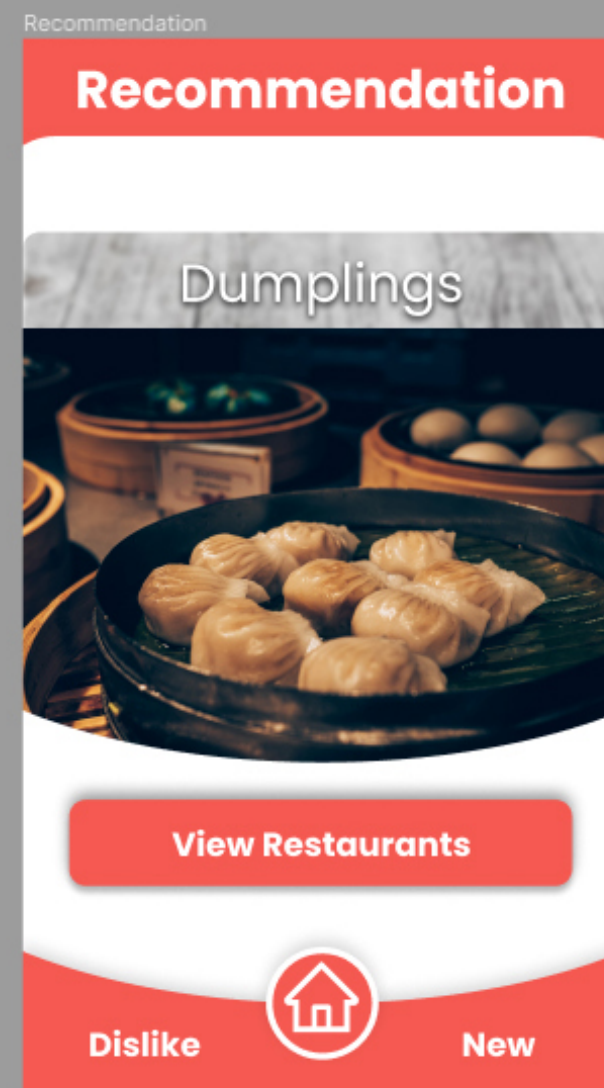 Recommendation
Recommendation
Dumplings
View Restaurants
Dislike
New